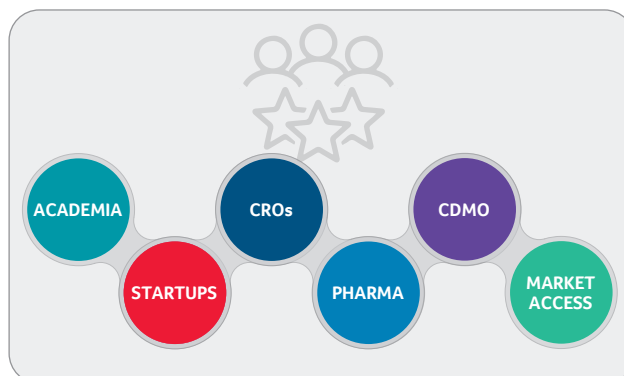 ACADEMIA
STARTUPS
CROs
PHARMA
CDMO
MARKET
ACCESS